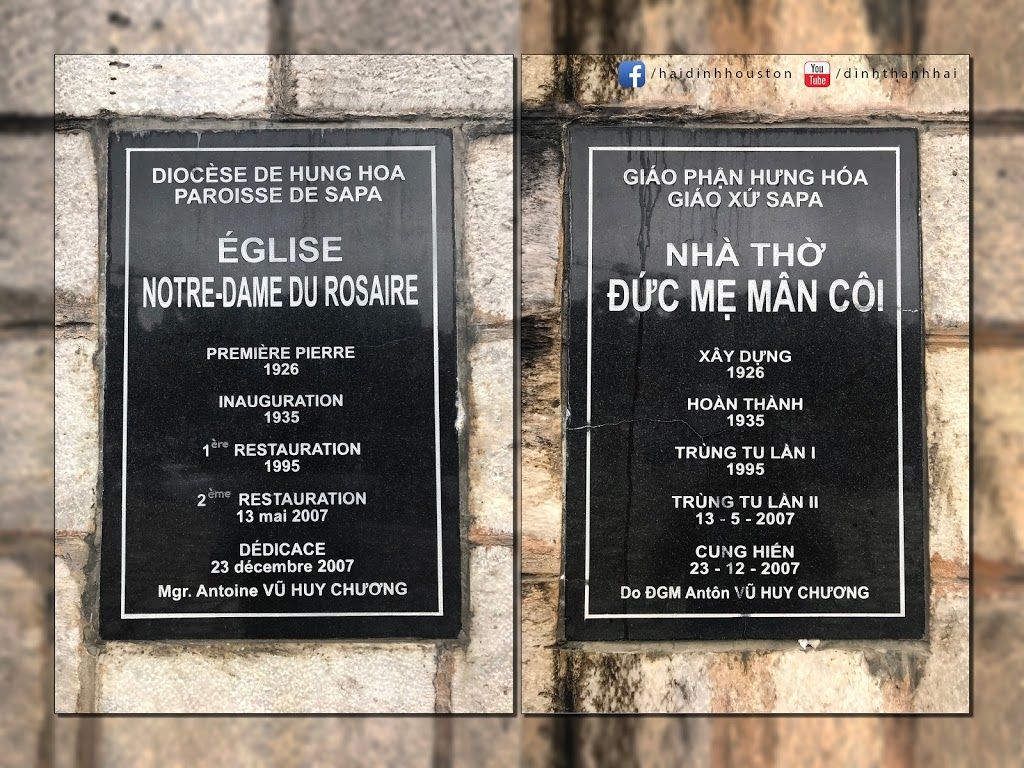 /haidinhhouston You Tube /dinhthanhhai
DIOCÈSE DE HUNG HOA
PAROISSE DE SAPA
ÉGLISE
NOTRE-DAME DU ROSAIRE
PREMIÈRE PIERRE
1926
INAUGURATION
1935
1ère RESTAURATION
1995
2ème RESTAURATION
13 mai 2007
DÉDICACE
23 décembre 2007
Mgr. Antoine VŨ HUY CHƯƠNG
GIÁO PHẬN HƯNG HÓA
GIÁO XỨ SAPA
NHÀ THỜ
ĐỨC MẸ MÂN CÔI
XÂY DỰNG
1926
HOÀN THÀNH
1935
TRÙNG TU LẦN I
1995
TRÙNG TU LẦN II
13 - 5 - 2007
CUNG HIẾN
23 - 12 - 2007
Do ĐGM Antôn VŨ HUY CHƯƠNG